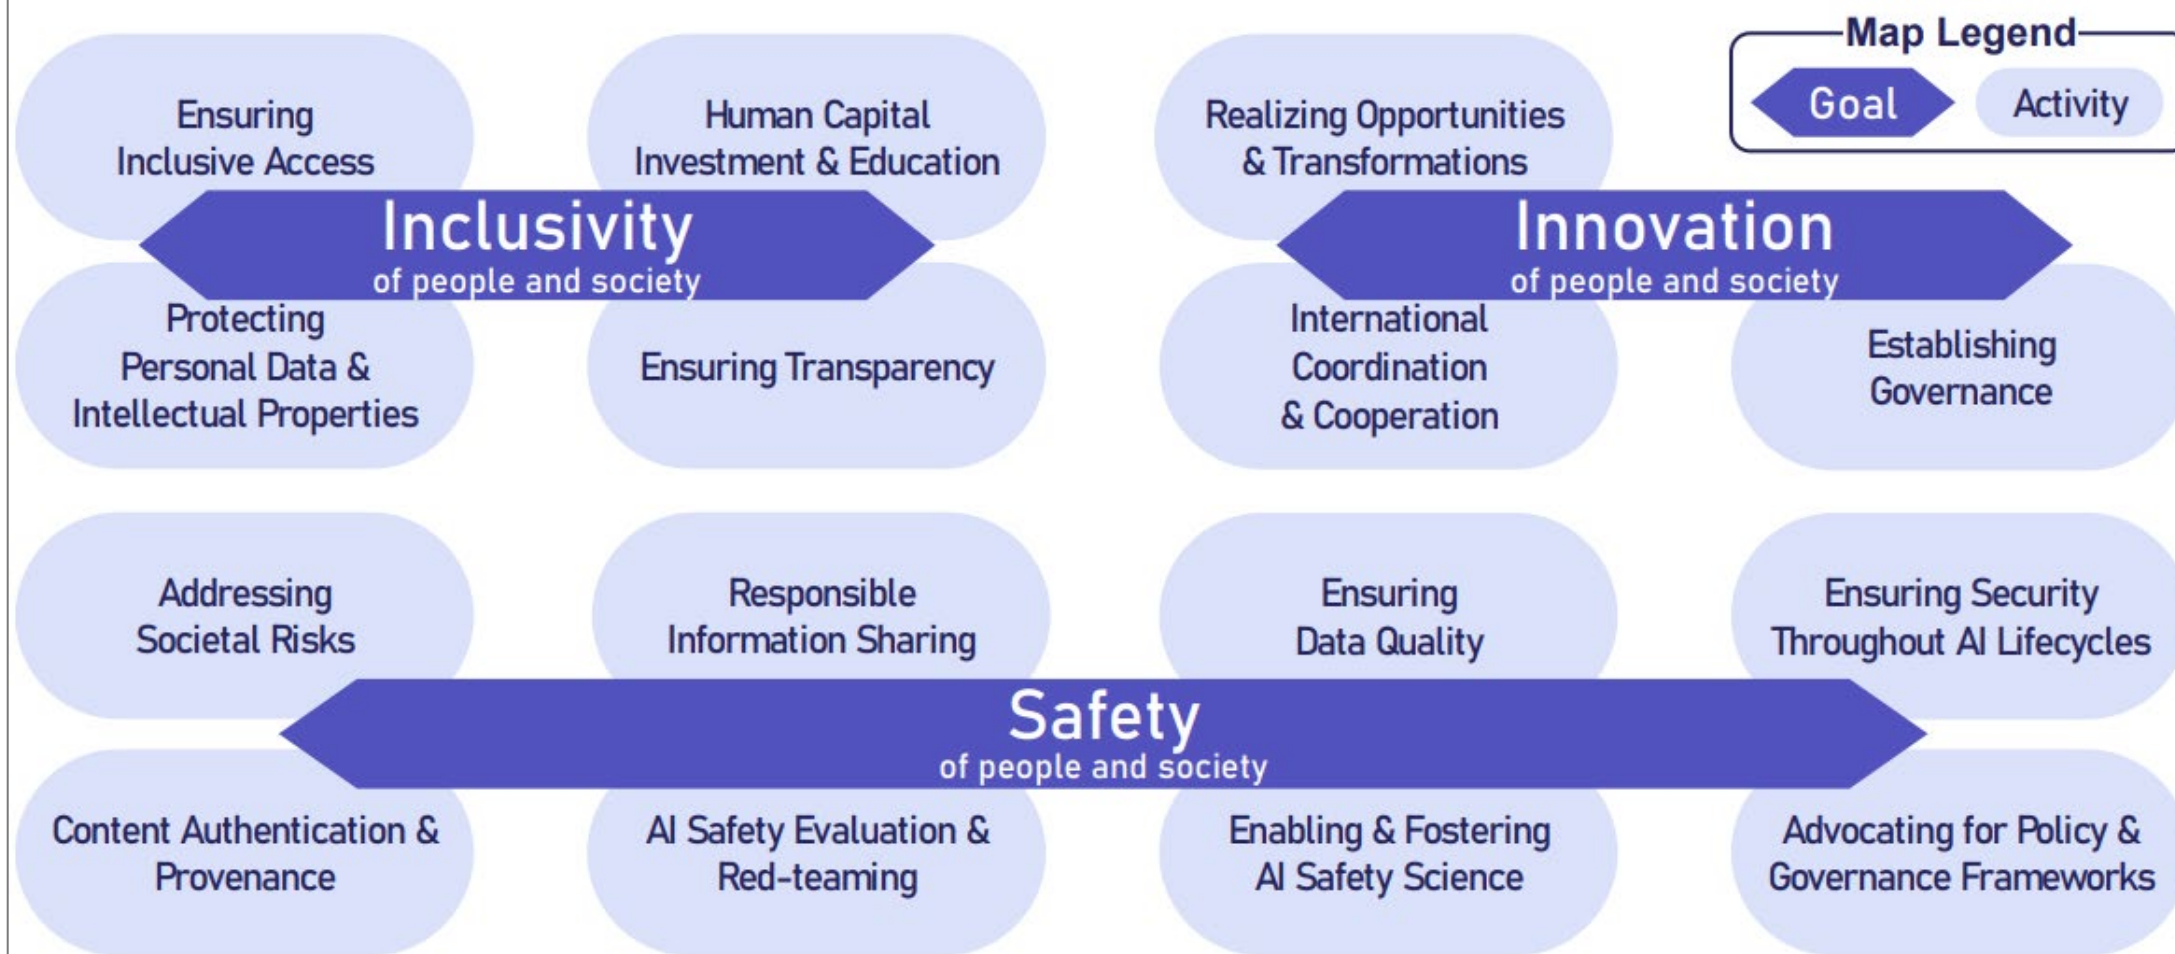 Map Legend
Goal
Activity
Ensuring
Inclusive Access
Human Capital
Investment & Education
Realizing Opportunities
& Transformations
Inclusivity
of people and society
Innovation
of people and society
Protecting
Personal Data &
Intellectual Properties
Ensuring Transparency
International
Coordination
& Cooperation
Establishing
Governance
Addressing
Societal Risks
Responsible
Information Sharing
Ensuring
Data Quality
Ensuring Security
Throughout AI Lifecycles
Safety
of people and society
Content Authentication &
Provenance
AI Safety Evaluation &
Red-teaming
Enabling & Fostering
AI Safety Science
Advocating for Policy &
Governance Frameworks